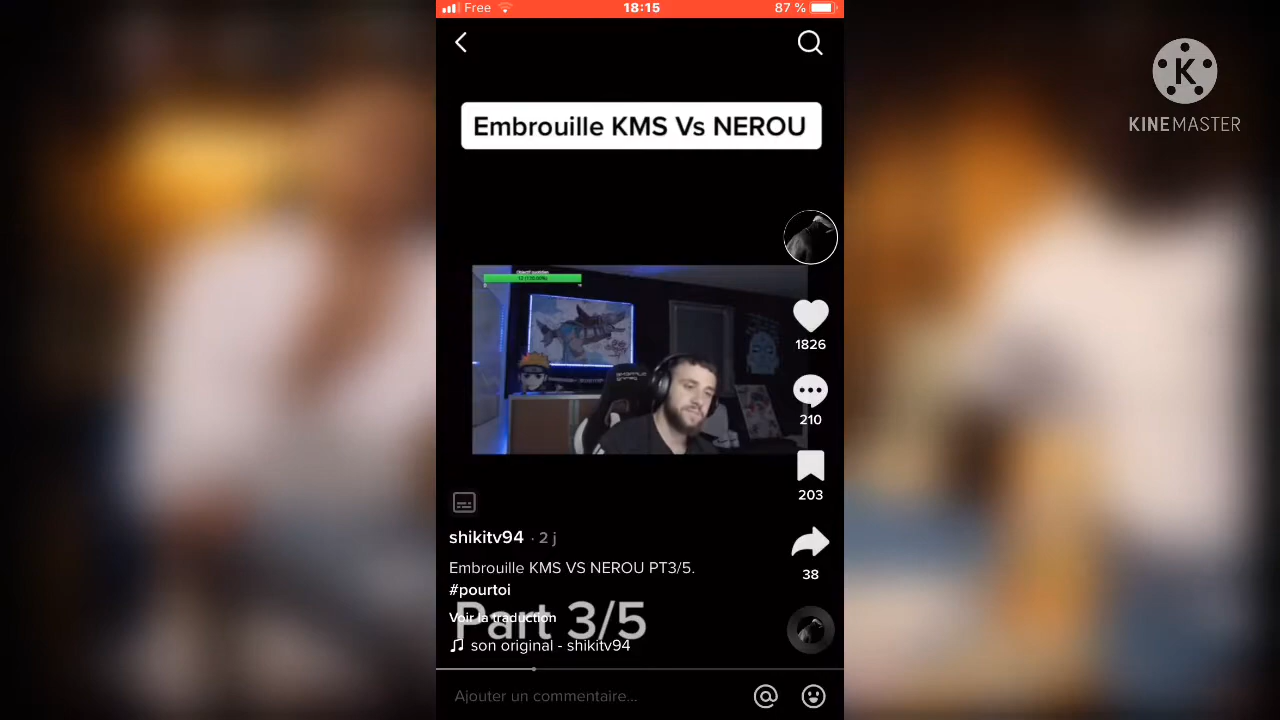 Free 18:15 87 %
KINEMASTER
Embrouille KMS Vs NEROU
1826
210
203
shikitv94 · 2 j
Embrouille KMS VS NEROU PT3/5.
#pourtoi
38
Voir la traduction
Part 3/5
son original - shikitv94
Ajouter un commentaire...